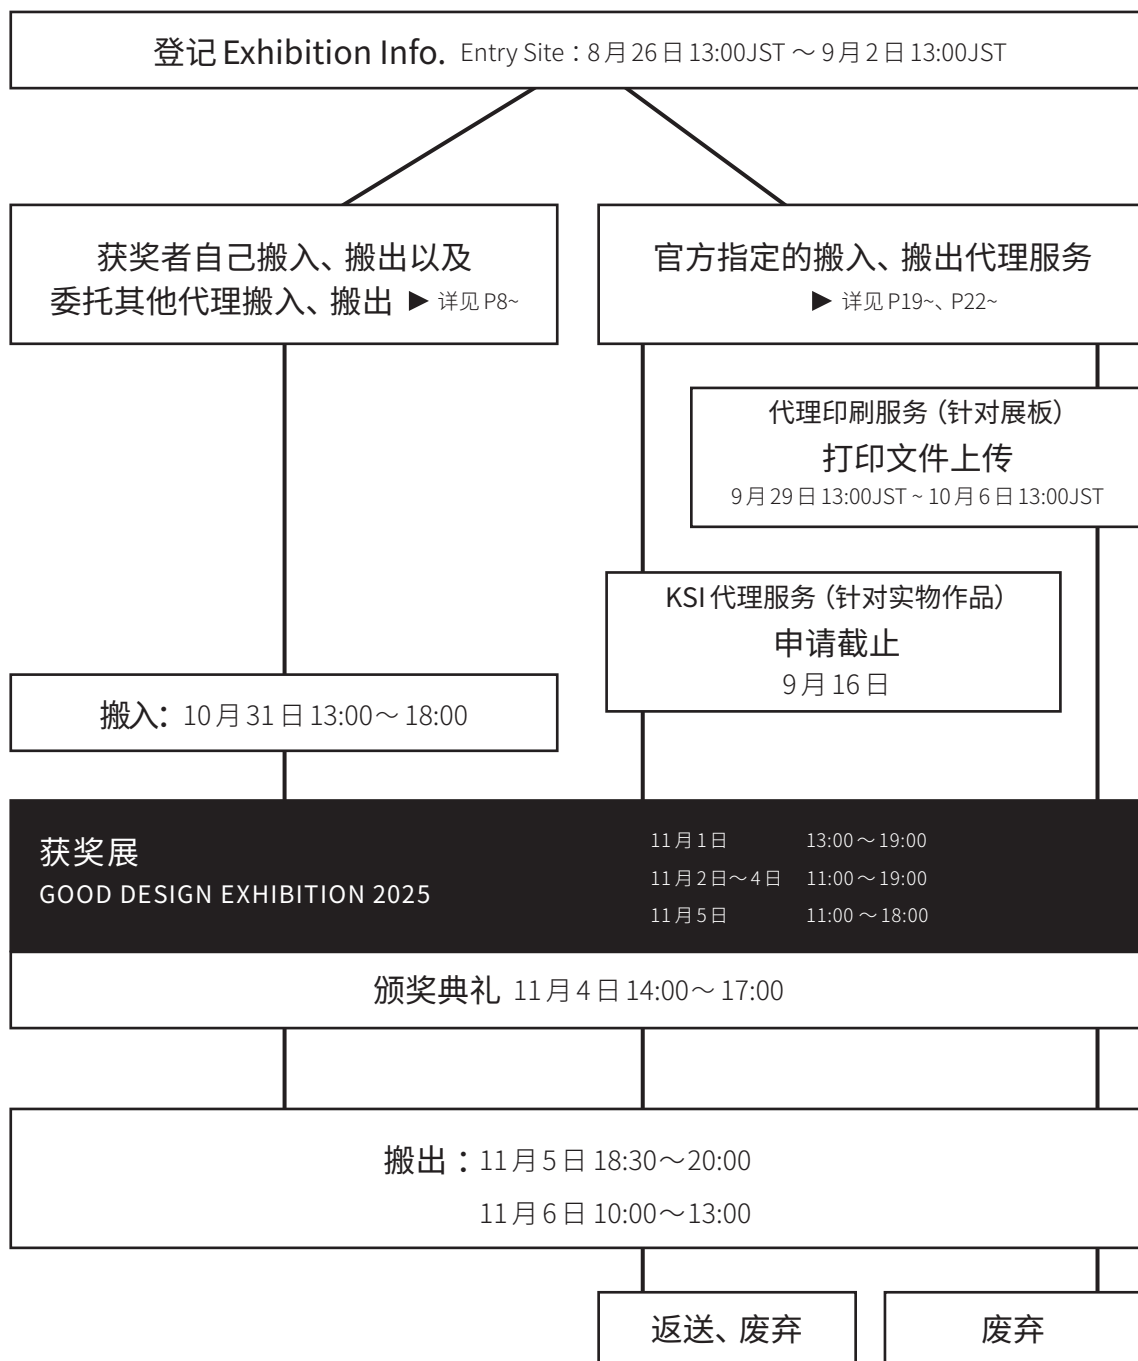 登记 Exhibition Info. Entry Site：8月26日 13:00JST ～ 9月2日 13:00JST
获奖者自己搬入、搬出以及
委托其他代理搬入、搬出 ▶ 详见 P8~
官方指定的搬入、搬出代理服务
▶ 详见 P19~、P22~
代理印刷服务（针对展板）
打印文件上传
9月29日 13:00JST ~ 10月6日 13:00JST
KSI 代理服务（针对实物作品）
申请截止
9月16日
搬入：10月31日 13:00～ 18:00
获奖展
GOOD DESIGN EXHIBITION 2025
11月1日 13:00～19:00
11月2日～4日 11:00～19:00
11月5日 11:00 ～18:00
颁奖典礼 11月4日 14:00～ 17:00
搬出：11月5日 18:30～20:00
11月6日 10:00～13:00
返送、废弃
废弃